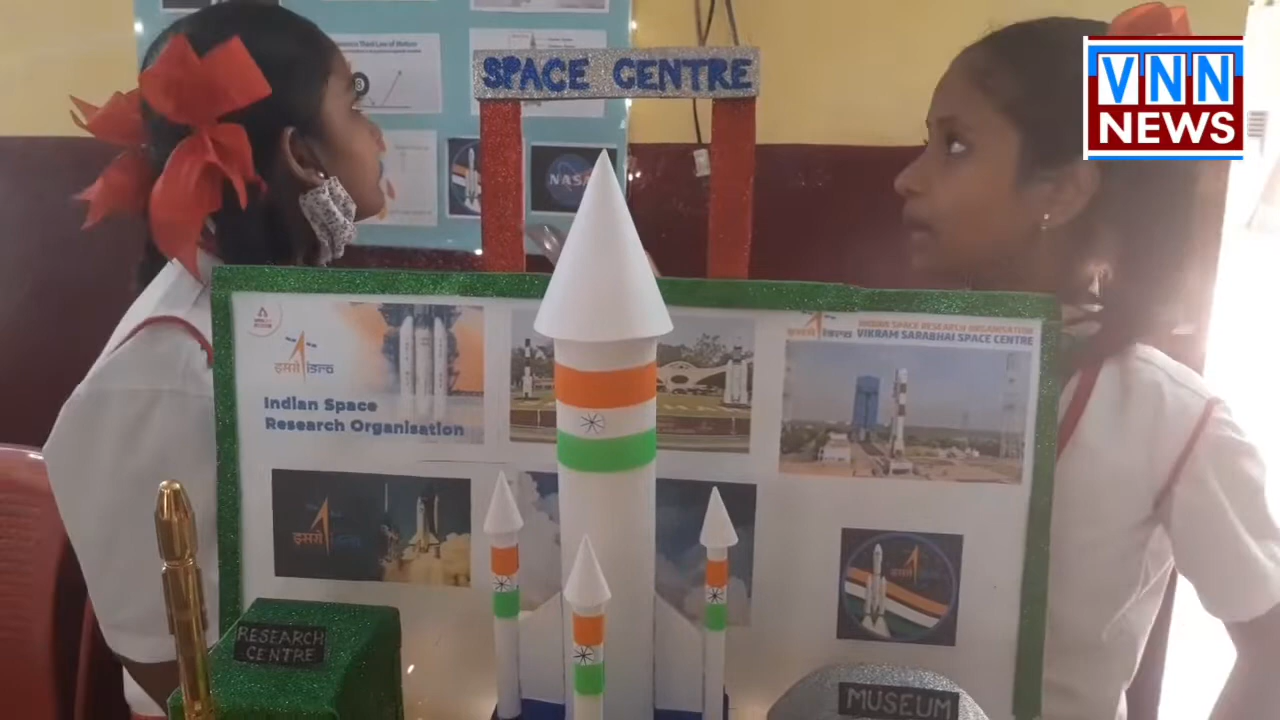 SPACE CENTRE
VNN
NEWS
NASA
इसरो isro
Indian Space
Research Organisation
INDIAN SPACE RESEARCH ORGANISATION
VIKRAM SARABHAI SPACE CENTRE
इसरो
इसरो
RESEARCH
CENTRE
MUSEUM